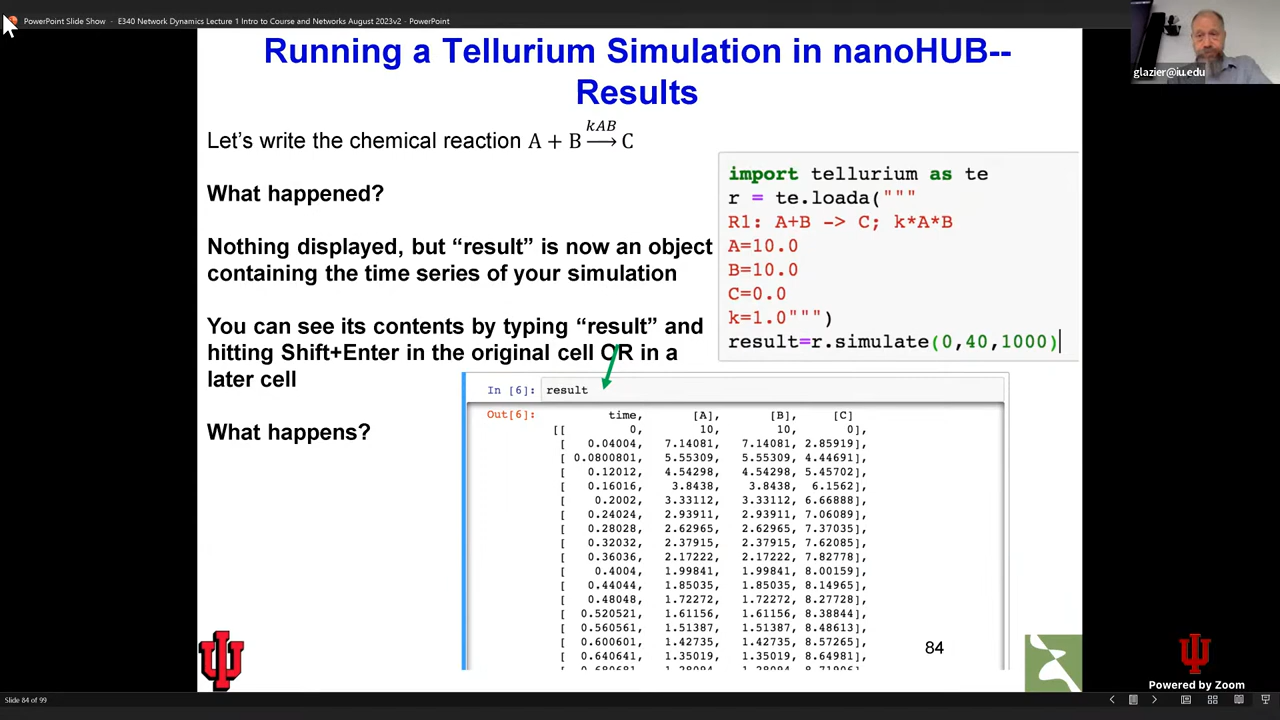 PowerPoint Slide Show - E340 Network Dynamics Lecture 1 Intro to Course and Networks August 2023v2 - PowerPoint
glazier@iu.edu
Running a Tellurium Simulation in nanoHUB--
Results
Let’s write the chemical reaction A + B kAB⟶ C
What happened?
Nothing displayed, but “result” is now an object
containing the time series of your simulation
You can see its contents by typing “result” and
hitting Shift+Enter in the original cell OR in a
later cell
What happens?
import tellurium as te
r = te.loada("""
R1: A+B -> C; k*A*B
A=10.0
B=10.0
C=0.0
k=1.0""")
result=r.simulate(0,40,1000)
In [6]: result
Out[6]: time, [A], [B], [C]
[[ 0, 10, 10, 0],
[ 0.04004, 7.14081, 7.14081, 2.85919],
[ 0.0800801, 5.55309, 5.55309, 4.44691],
[ 0.12012, 4.54298, 4.54298, 5.45702],
[ 0.16016, 3.8438, 3.8438, 6.1562],
[ 0.2002, 3.33112, 3.33112, 6.66888],
[ 0.24024, 2.93911, 2.93911, 7.06089],
[ 0.28028, 2.62965, 2.62965, 7.37035],
[ 0.32032, 2.37915, 2.37915, 7.62085],
[ 0.36036, 2.17222, 2.17222, 7.82778],
[ 0.4004, 1.99841, 1.99841, 8.00159],
[ 0.44044, 1.85035, 1.85035, 8.14965],
[ 0.48048, 1.72272, 1.72272, 8.27728],
[ 0.520521, 1.61156, 1.61156, 8.38844],
[ 0.560561, 1.51387, 1.51387, 8.48613],
[ 0.600601, 1.42735, 1.42735, 8.57265],
[ 0.640641, 1.35019, 1.35019, 8.64981],
84
Powered by Zoom
Slide 84 of 99